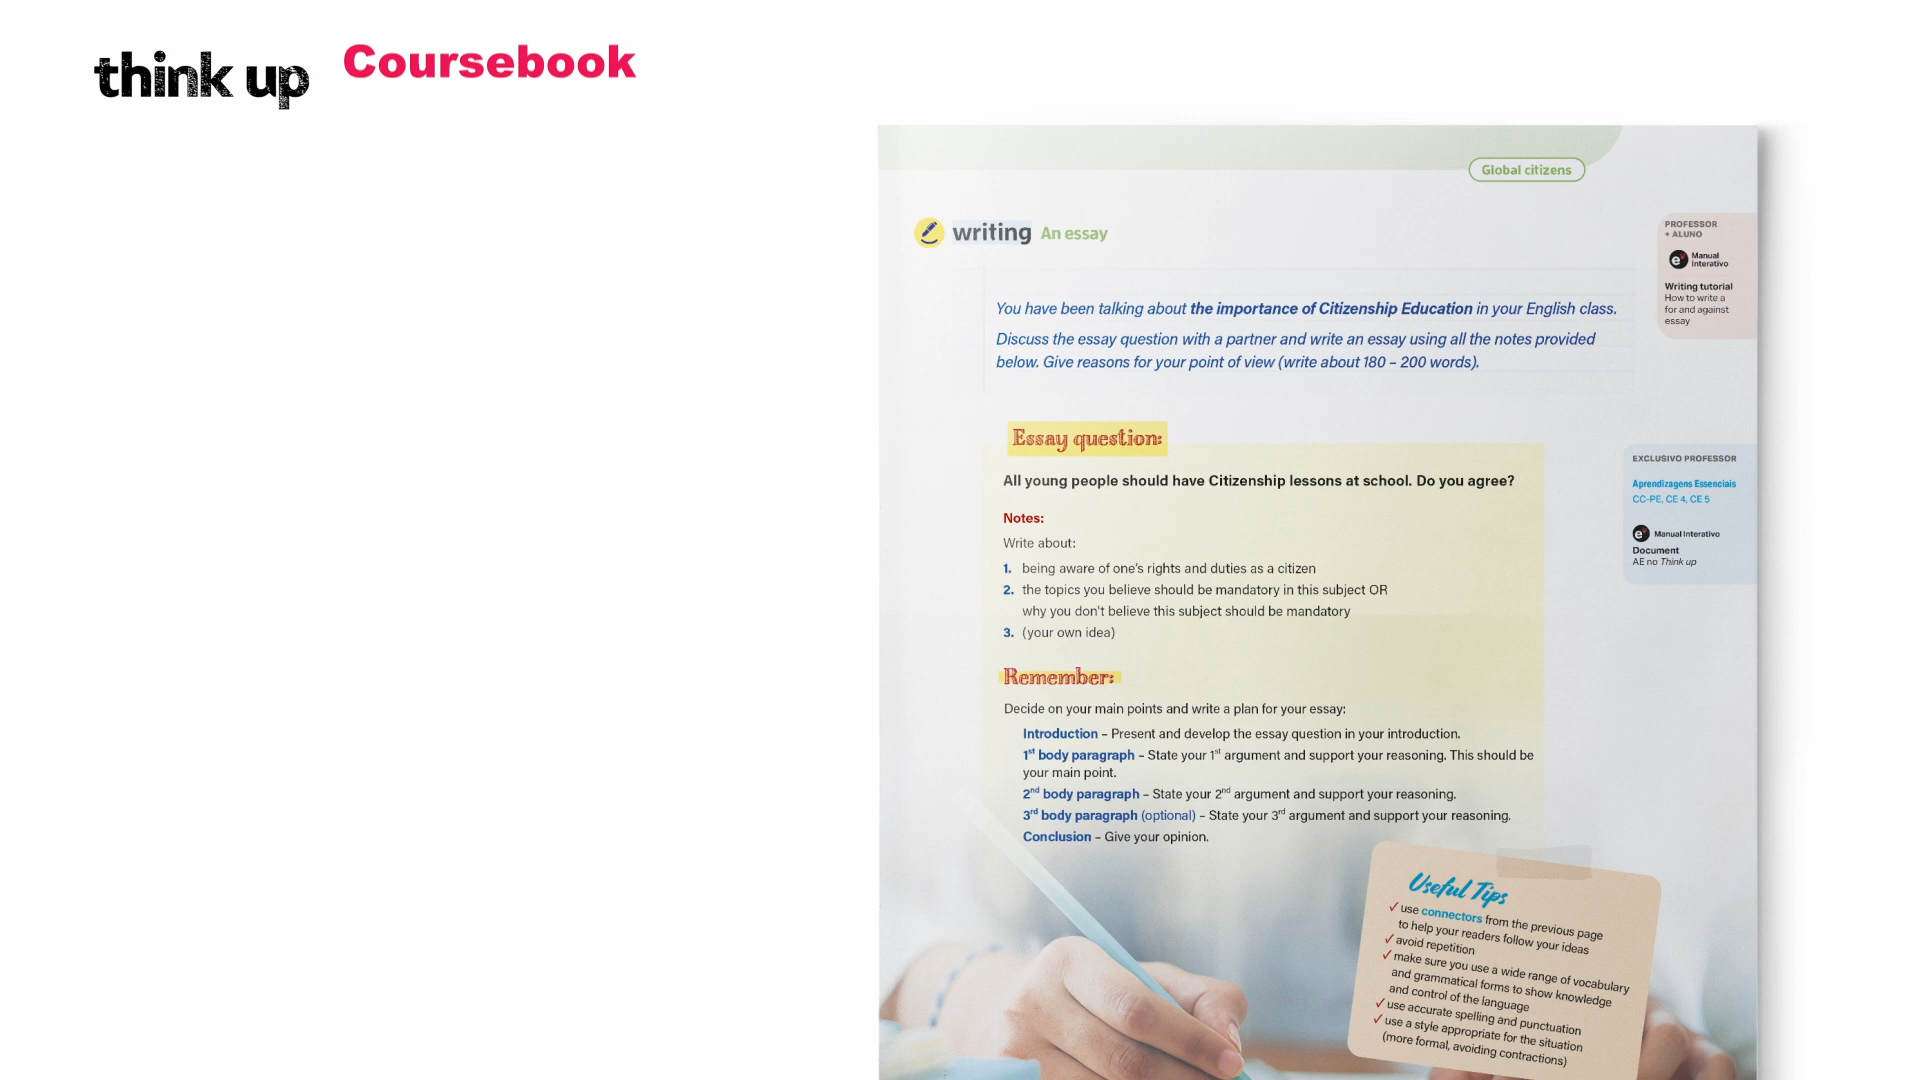 think up Coursebook
Global citizens
writing An essay
You have been talking about the importance of Citizenship Education in your English class.
Discuss the essay question with a partner and write an essay using all the notes provided
below. Give reasons for your point of view (write about 180 – 200 words).
PROFESSOR
+ ALUNO
e Manual
Interativo
Writing tutorial
How to write a
for and against
essay
Essay question:
All young people should have Citizenship lessons at school. Do you agree?
Notes:
Write about:
1. being aware of one's rights and duties as a citizen
2. the topics you believe should be mandatory in this subject OR
why you don't believe this subject should be mandatory
3. (your own idea)
EXCLUSIVO PROFESSOR
Aprendizagens Essenciais
CC-PE, CE 4, CE 5
e Manual Interativo
Document
AE no Think up
Remember:
Decide on your main points and write a plan for your essay:
Introduction – Present and develop the essay question in your introduction.
1st body paragraph – State your 1st argument and support your reasoning. This should be
your main point.
2nd body paragraph – State your 2nd argument and support your reasoning.
3rd body paragraph (optional) – State your 3rd argument and support your reasoning.
Conclusion – Give your opinion.
Useful Tips
✓ use connectors from the previous page
to help your readers follow your ideas
✓ avoid repetition
✓ make sure you use a wide range of vocabulary
and grammatical forms to show knowledge
and control of the language
✓ use accurate spelling and punctuation
✓ use a style appropriate for the situation
(more formal, avoiding contractions)